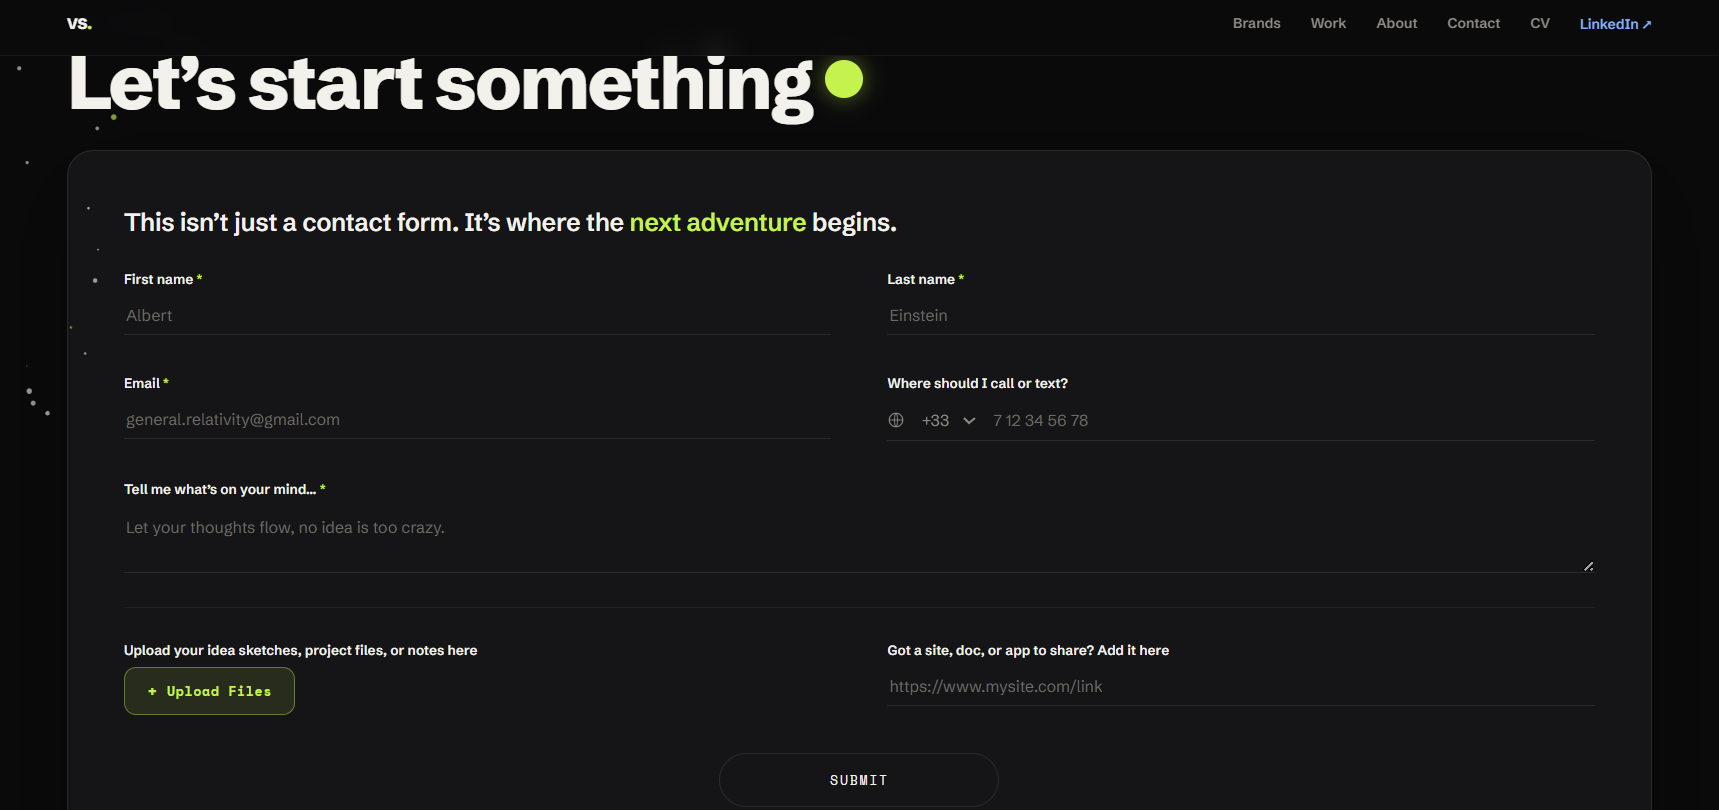 vs.
Brands Work About Contact CV LinkedIn ↗
Let’s start something
This isn’t just a contact form. It’s where the next adventure begins.
First name * Last name *
Albert Einstein
Email * Where should I call or text?
general.relativity@gmail.com +33 7 12 34 56 78
Tell me what’s on your mind... *
Let your thoughts flow, no idea is too crazy.
Upload your idea sketches, project files, or notes here Got a site, doc, or app to share? Add it here
+ Upload Files https://www.mysite.com/link
SUBMIT